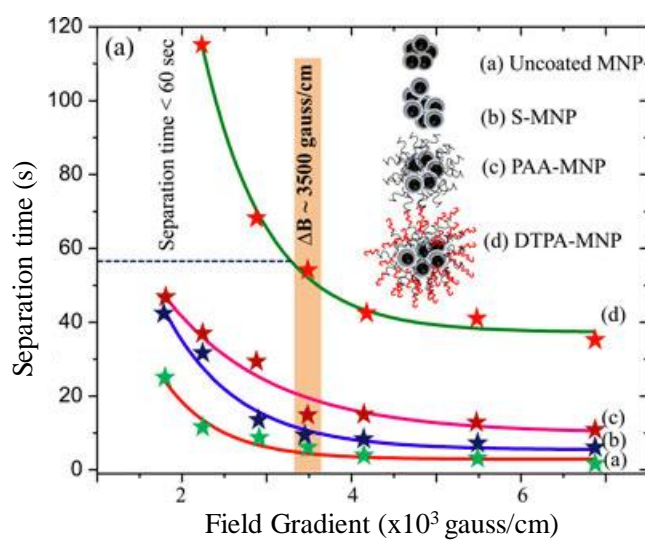 (a)
Separation time < 60 sec
ΔB ~ 3500 gauss/cm
(a) Uncoated MNP
(b) S-MNP
(c) PAA-MNP
(d) DTPA-MNP
(d)
(c)
(b)
(a)
120
100
80
60
40
20
0
2
4
6
Separation time (s)
Field Gradient (x10³ gauss/cm)